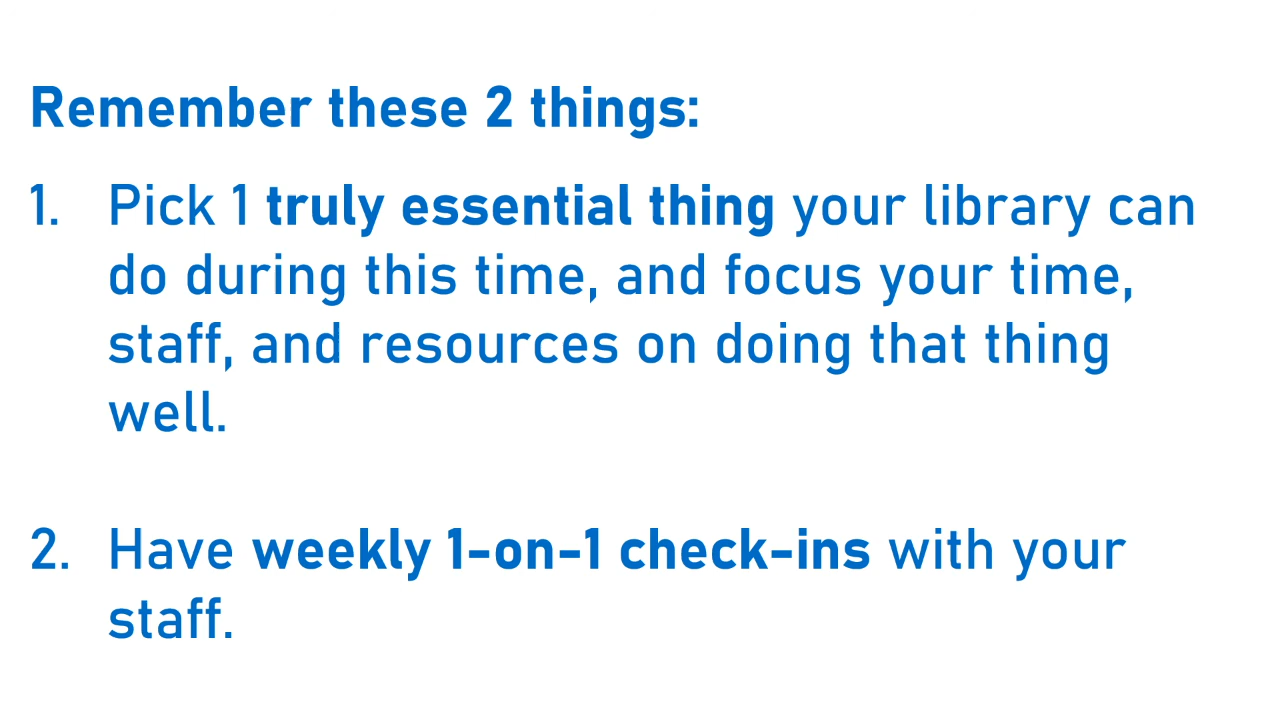 Remember these 2 things:
1. Pick 1 truly essential thing your library can
do during this time, and focus your time,
staff, and resources on doing that thing
well.
2. Have weekly 1-on-1 check-ins with your
staff.